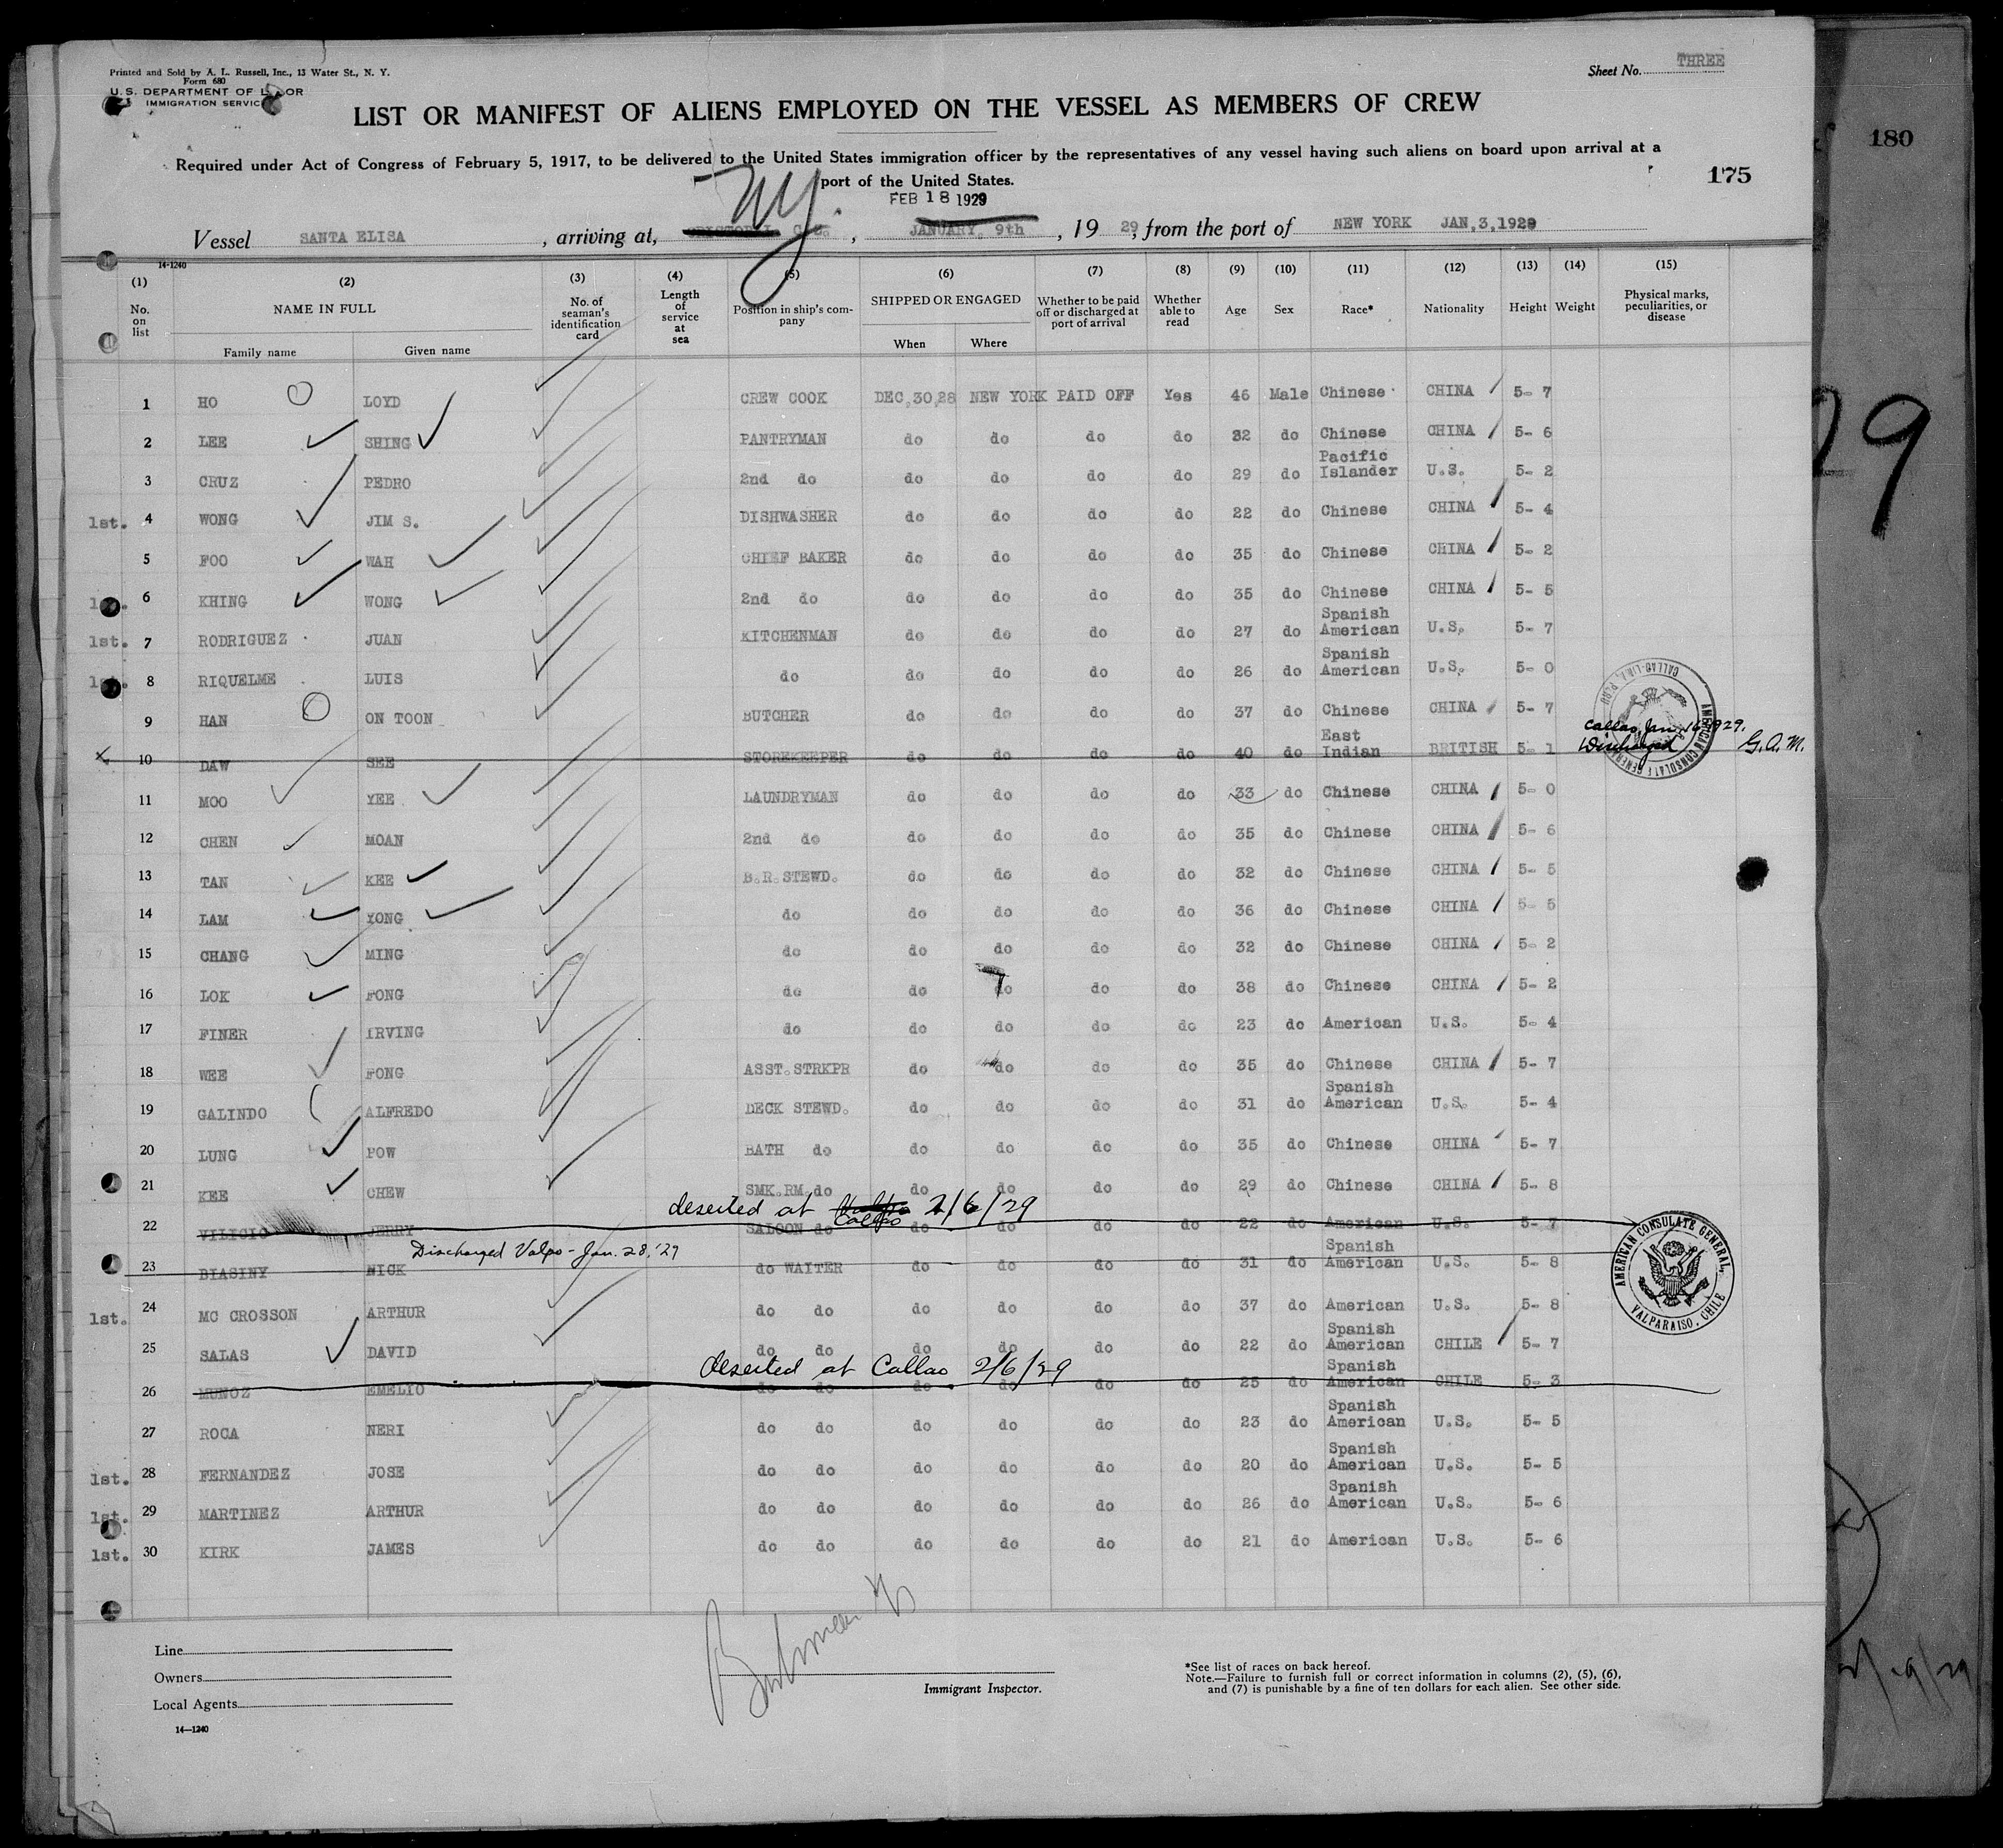 Printed and Sold by A. L. Russell, Inc., 13 Water St., N. Y.
Form 680
U. S. DEPARTMENT OF LABOR
IMMIGRATION SERVICE
Sheet No. THREE
LIST OR MANIFEST OF ALIENS EMPLOYED ON THE VESSEL AS MEMBERS OF CREW
Required under Act of Congress of February 5, 1917, to be delivered to the United States immigration officer by the representatives of any vessel having such aliens on board upon arrival at a
port of the United States.
180
175
N.Y.
FEB 18 1929
Vessel SANTA ELISA, arriving at, CRISTOBAL C.Z., JANUARY. 9th, 19 29, from the port of NEW YORK JAN,3,1929
14-1240
(1) (2) (3) (4) (5) (6) (7) (8) (9) (10) (11) (12) (13) (14) (15)
No. on list NAME IN FULL Family name Given name No. of seaman's identification card Length of service at sea Position in ship's company SHIPPED OR ENGAGED When Where Whether to be paid off or discharged at port of arrival Whether able to read Age Sex Race* Nationality Height Weight Physical marks, peculiarities, or disease
1 HO LOYD CREW COOK DEC,30,28 NEW YORK PAID OFF Yes 46 Male Chinese CHINA 5- 7
2 LEE SHING PANTRYMAN do do do do 32 do Chinese CHINA 5- 6
3 CRUZ PEDRO 2nd do do do do do 29 do Pacific Islander U.S. 5- 2
1st. 4 WONG JIM S. DISHWASHER do do do do 22 do Chinese CHINA 5- 4
5 FOO WAH CHIEF BAKER do do do do 35 do Chinese CHINA 5- 2
1st. 6 KHING WONG 2nd do do do do do 35 do Chinese CHINA 5- 5
1st. 7 RODRIGUEZ JUAN KITCHENMAN do do do do 27 do Spanish American U.S. 5- 7
1st. 8 RIQUELME LUIS do do do do do 26 do Spanish American U.S. 5- 0
9 HAN ON TOON BUTCHER do do do do 37 do Chinese CHINA 5- 7
10 DAW SEE STOREKEEPER do do do do 40 do East Indian BRITISH 5- 1 Callao, Jan. 16 1929. Discharged G.A.M.
AMERICAN CONSULATE GENERAL CALLAO-LIMA, PERU
11 MOO YEE LAUNDRYMAN do do do do 33 do Chinese CHINA 5- 0
12 CHEN MOAN 2nd do do do do do 35 do Chinese CHINA 5- 6
13 TAN KEE B.R.STEWD. do do do do 32 do Chinese CHINA 5- 5
14 LAM YONG do do do do do 36 do Chinese CHINA 5- 5
15 CHANG MING do do do do do 32 do Chinese CHINA 5- 2
16 LOK FONG do do do do do 38 do Chinese CHINA 5- 2
17 FINER IRVING do do do do do 23 do American U.S. 5- 4
18 WEE FONG ASST.STRKPR do do do do 35 do Chinese CHINA 5- 7
19 GALINDO ALFREDO DECK STEWD. do do do do 31 do Spanish American U.S. 5- 4
20 LUNG POW BATH do do do do do 35 do Chinese CHINA 5- 7
21 KEE CHEW SMK.RM.do do do do do 29 do Chinese CHINA 5- 8
deserted at Callao 2/6/29
22 VILICIC JERRY SALOON do do do do do 22 do American U.S. 5- 7
Discharged Valpo - Jan. 28, '29
23 BIASINY NICK do WAITER do do do do 31 do Spanish American U.S. 5- 8
AMERICAN CONSULATE GENERAL, VALPARAISO, CHILE
1st. 24 MC CROSSON ARTHUR do do do do do do 37 do American U.S. 5- 8
25 SALAS DAVID do do do do do do 22 do Spanish American CHILE 5- 7
deserted at Callao 2/6/29
26 MUNOZ EMELIO do do do do do do 25 do Spanish American CHILE 5- 3
27 ROCA NERI do do do do do do 23 do Spanish American U.S. 5- 5
1st. 28 FERNANDEZ JOSE do do do do do do 20 do Spanish American U.S. 5- 5
1st. 29 MARTINEZ ARTHUR do do do do do do 26 do Spanish American U.S. 5- 6
1st. 30 KIRK JAMES do do do do do do 21 do American U.S. 5- 6
Line
Owners
Local Agents
14—1240
Immigrant Inspector.
*See list of races on back hereof.
Note.—Failure to furnish full or correct information in columns (2), (5), (6),
and (7) is punishable by a fine of ten dollars for each alien. See other side.